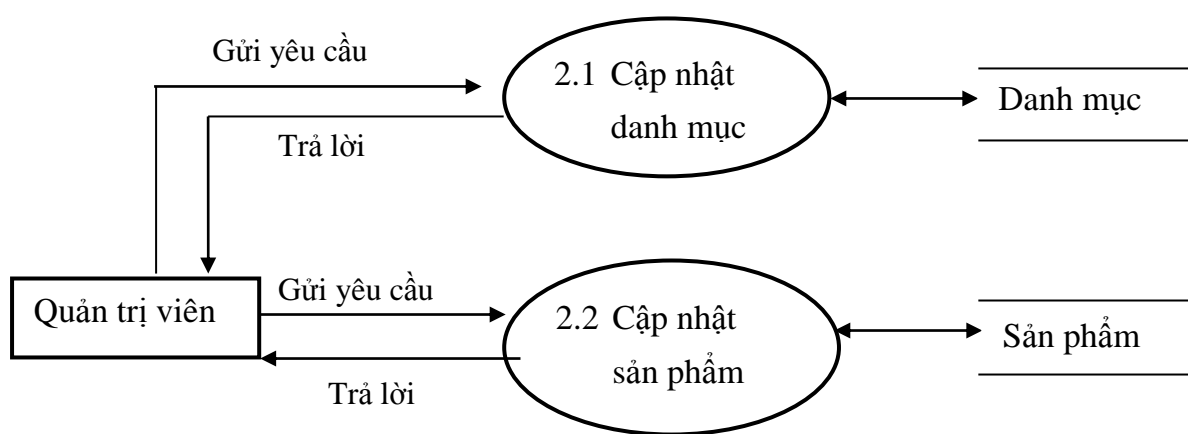 Gửi yêu cầu
2.1 Cập nhật
danh mục
Danh mục
Trả lời
Quản trị viên
Gửi yêu cầu
2.2 Cập nhật
sản phẩm
Sản phẩm
Trả lời